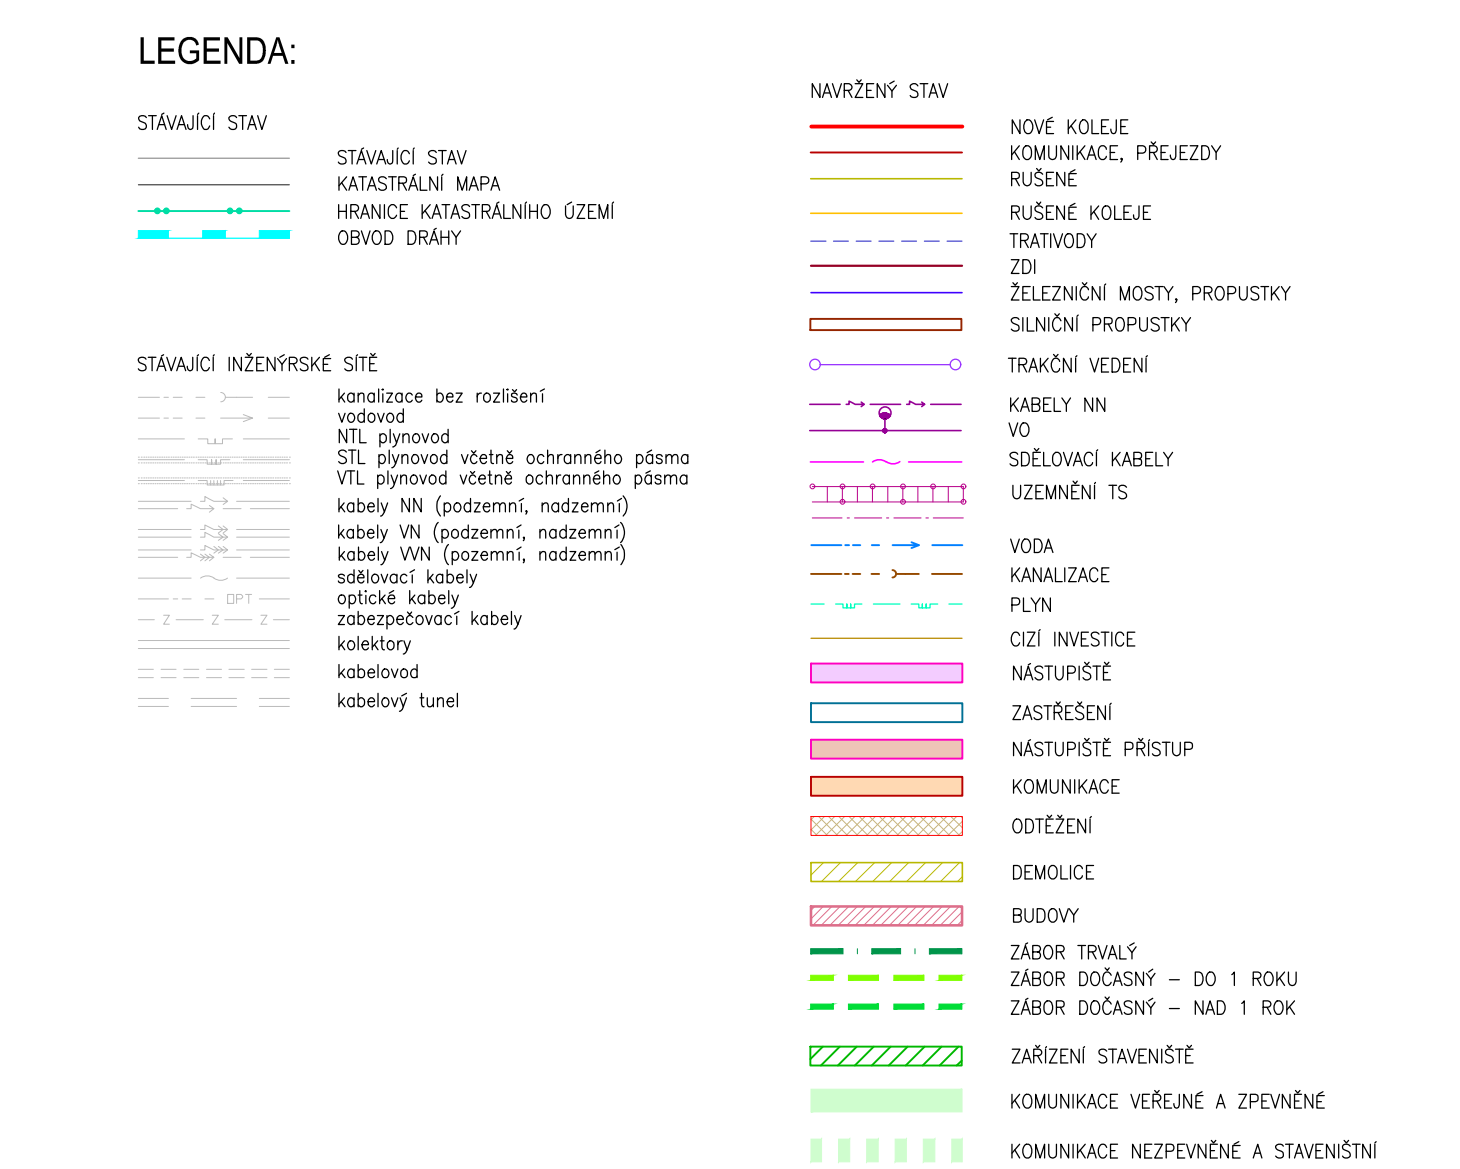 LEGENDA:
STÁVAJÍCÍ STAV
STÁVAJÍCÍ STAV
KATASTRÁLNÍ MAPA
HRANICE KATASTRÁLNÍHO ÚZEMÍ
OBVOD DRÁHY
STÁVAJÍCÍ INŽENÝRSKÉ SÍTĚ
kanalizace bez rozlišení
vodovod
NTL plynovod
STL plynovod včetně ochranného pásma
VTL plynovod včetně ochranného pásma
kabely NN (podzemní, nadzemní)
kabely VN (podzemní, nadzemní)
kabely VVN (pozemní, nadzemní)
sdělovací kabely
OPT optické kabely
Z Z Z zabezpečovací kabely
kolektory
kabelovod
kabelový tunel
NAVRŽENÝ STAV
NOVÉ KOLEJE
KOMUNIKACE, PŘEJEZDY
RUŠENÉ
RUŠENÉ KOLEJE
TRATIVODY
ZDI
ŽELEZNIČNÍ MOSTY, PROPUSTKY
SILNIČNÍ PROPUSTKY
TRAKČNÍ VEDENÍ
KABELY NN
VO
SDĚLOVACÍ KABELY
UZEMNĚNÍ TS
VODA
KANALIZACE
PLYN
CIZÍ INVESTICE
NÁSTUPIŠTĚ
ZASTŘEŠENÍ
NÁSTUPIŠTĚ PŘÍSTUP
KOMUNIKACE
ODTĚŽENÍ
DEMOLICE
BUDOVY
ZÁBOR TRVALÝ
ZÁBOR DOČASNÝ – DO 1 ROKU
ZÁBOR DOČASNÝ – NAD 1 ROK
ZAŘÍZENÍ STAVENIŠTĚ
KOMUNIKACE VEŘEJNÉ A ZPEVNĚNÉ
KOMUNIKACE NEZPEVNĚNÉ A STAVENIŠTNÍ